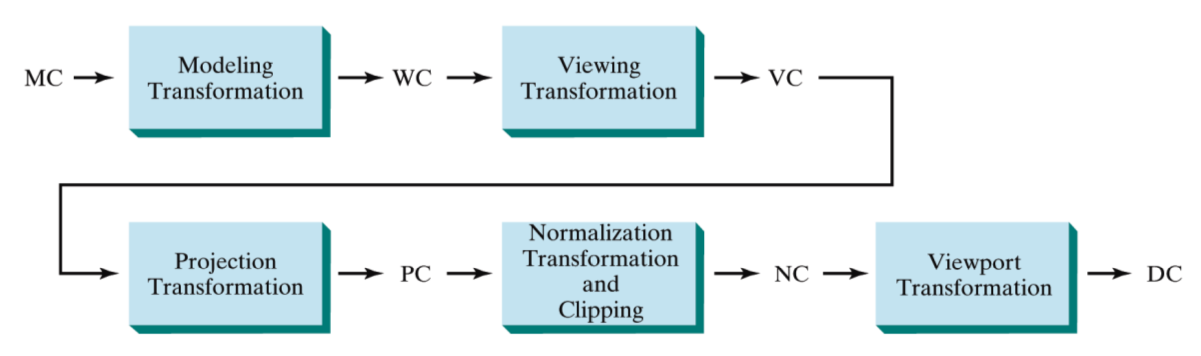 MC
Modeling
Transformation
WC
Viewing
Transformation
VC
Projection
Transformation
PC
Normalization
Transformation
and
Clipping
NC
Viewport
Transformation
DC